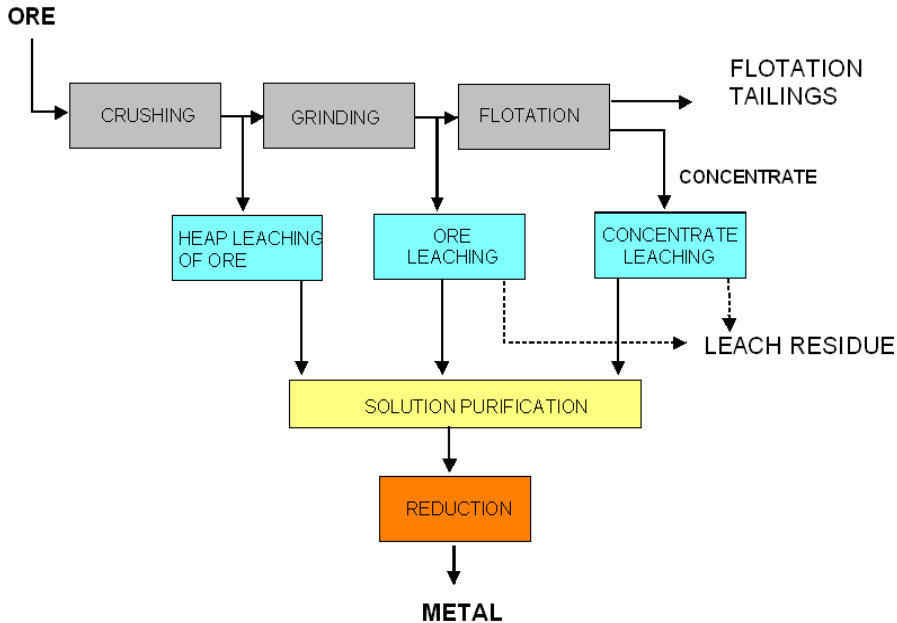 ORE
CRUSHING
GRINDING
FLOTATION
FLOTATION
TAILINGS
CONCENTRATE
HEAP LEACHING
OF ORE
ORE
LEACHING
CONCENTRATE
LEACHING
LEACH RESIDUE
SOLUTION PURIFICATION
REDUCTION
METAL